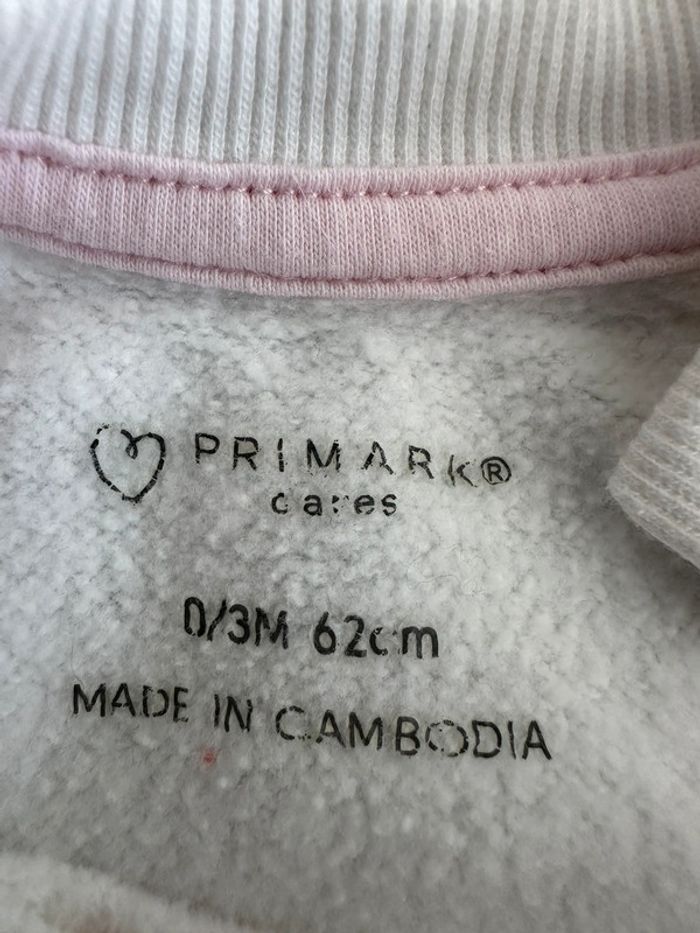 PRIMARK®
cares
0/3M 62cm
MADE IN CAMBODIA